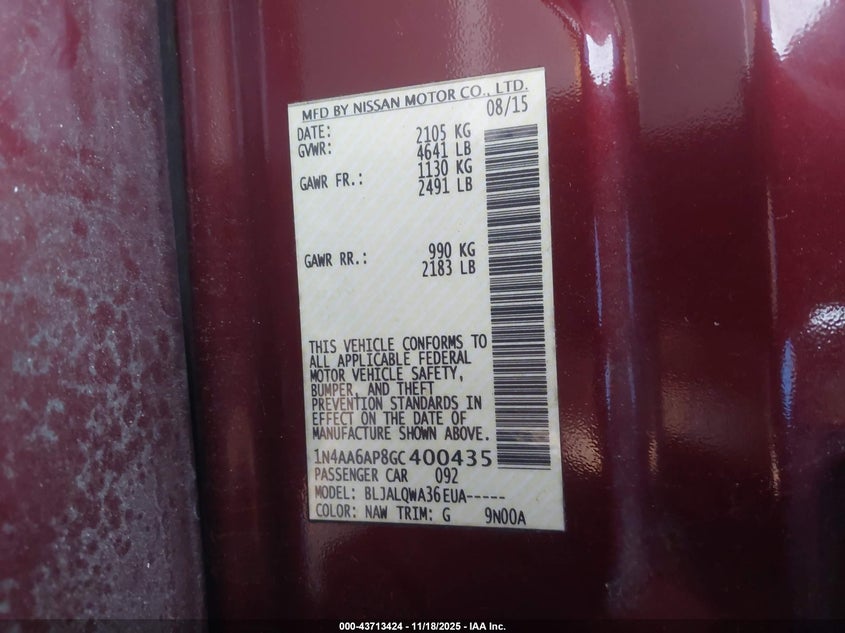 MFD BY NISSAN MOTOR CO., LTD.
DATE: 08/15
GVWR: 2105 KG
4641 LB
GAWR FR.: 1130 KG
2491 LB
GAWR RR.: 990 KG
2183 LB
THIS VEHICLE CONFORMS TO
ALL APPLICABLE FEDERAL
MOTOR VEHICLE SAFETY,
BUMPER, AND THEFT
PREVENTION STANDARDS IN
EFFECT ON THE DATE OF
MANUFACTURE SHOWN ABOVE.
1N4AA6AP8GC400435
PASSENGER CAR 092
MODEL: BLJALQWA36EUA-----
COLOR: NAW TRIM: G 9N00A
000-43713424 - 11/18/2025 - IAA Inc.